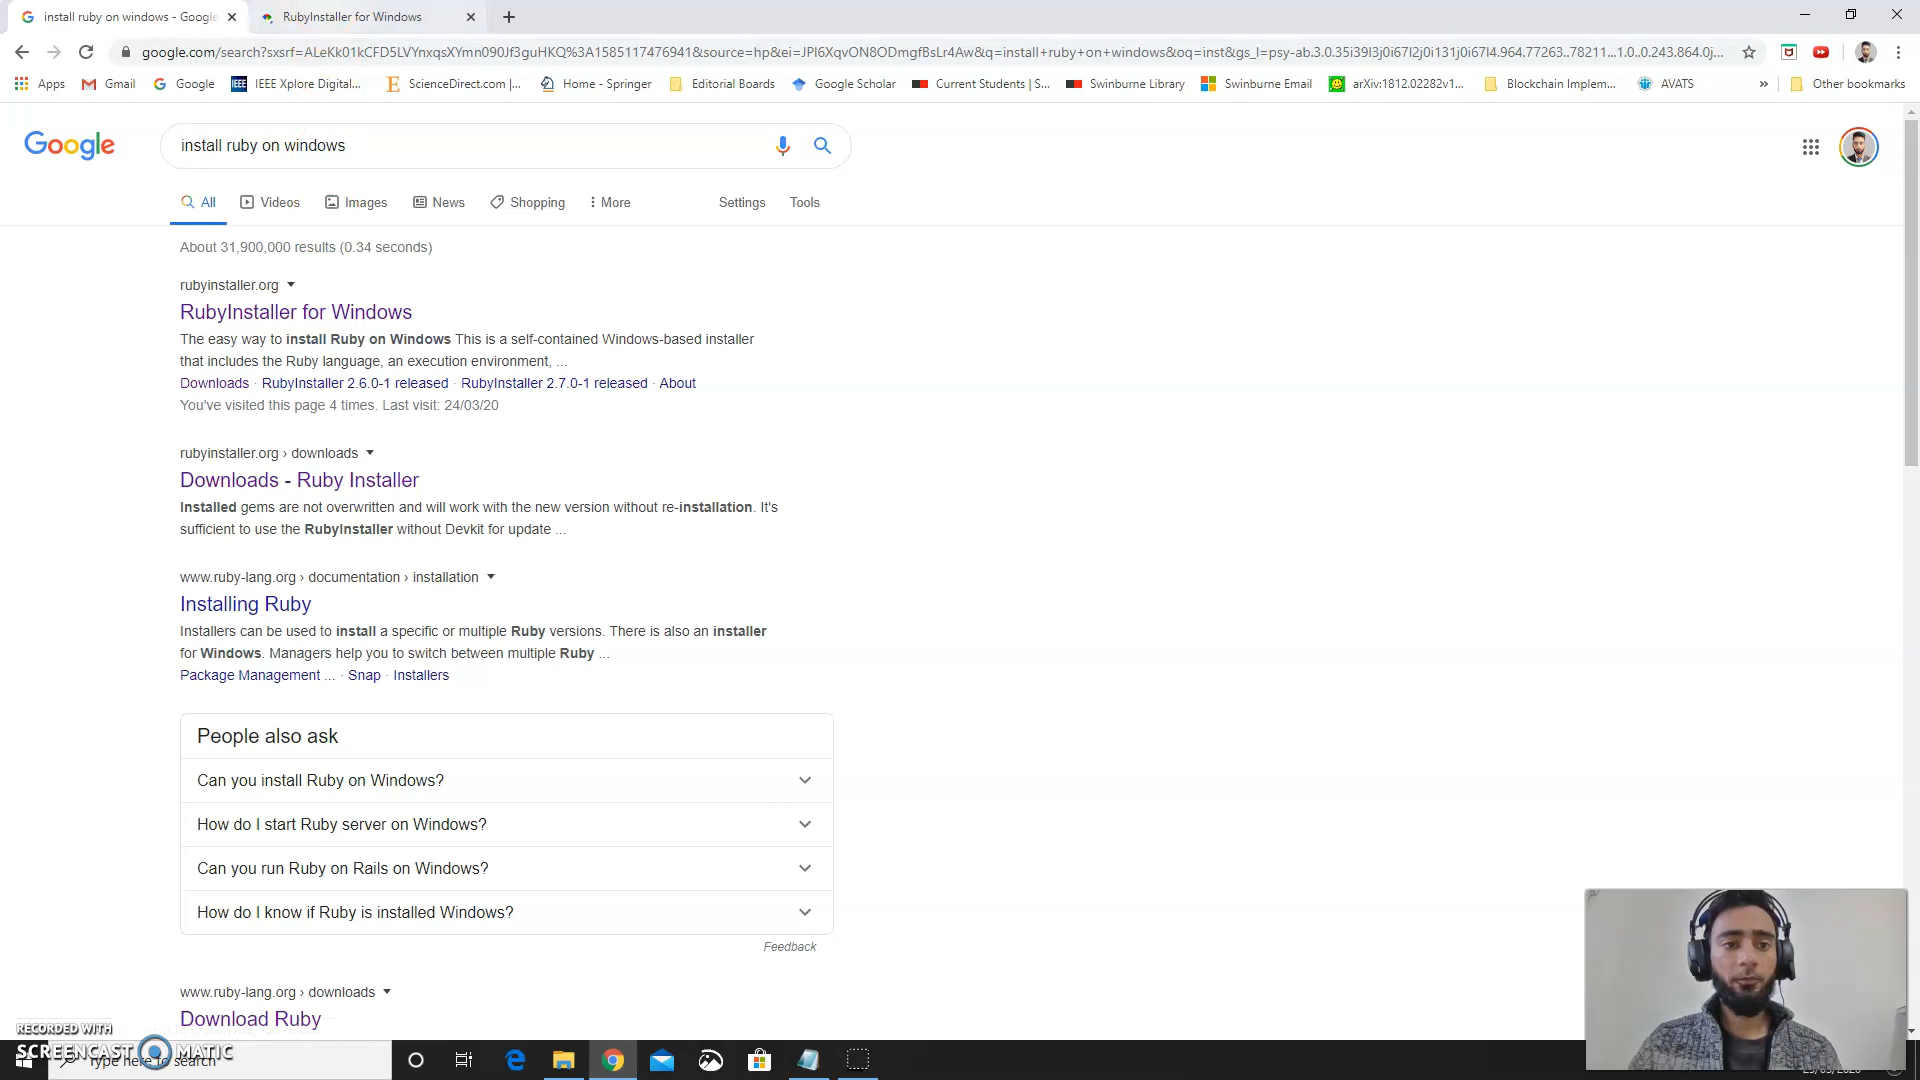 install ruby on windows - Google
RubyInstaller for Windows
google.com/search?sxsrf=ALeKk01kCFD5LVYnxqsXYmn090Jf3guHKQ%3A1585117476941&source=hp&ei=JPl6XqvON8ODmgfBsLr4Aw&q=install+ruby+on+windows&oq=inst&gs_l=psy-ab.3.0.35i39l3j0i67l2j0i131j0i67l4.964.77263..78211...1.0..0.243.864.0j...
Apps
Gmail
Google
IEEE Xplore Digital...
ScienceDirect.com |...
Home - Springer
Editorial Boards
Google Scholar
Current Students | S...
Swinburne Library
Swinburne Email
arXiv:1812.02282v1...
Blockchain Implem...
AVATS
»
Other bookmarks
Google
install ruby on windows
All
Videos
Images
News
Shopping
More
Settings
Tools
About 31,900,000 results (0.34 seconds)
rubyinstaller.org
RubyInstaller for Windows
The easy way to install Ruby on Windows This is a self-contained Windows-based installer
that includes the Ruby language, an execution environment, ...
Downloads · RubyInstaller 2.6.0-1 released · RubyInstaller 2.7.0-1 released · About
You've visited this page 4 times. Last visit: 24/03/20
rubyinstaller.org › downloads
Downloads - Ruby Installer
Installed gems are not overwritten and will work with the new version without re-installation. It's
sufficient to use the RubyInstaller without Devkit for update ...
www.ruby-lang.org › documentation › installation
Installing Ruby
Installers can be used to install a specific or multiple Ruby versions. There is also an installer
for Windows. Managers help you to switch between multiple Ruby ...
Package Management ... · Snap · Installers
People also ask
Can you install Ruby on Windows?
How do I start Ruby server on Windows?
Can you run Ruby on Rails on Windows?
How do I know if Ruby is installed Windows?
Feedback
www.ruby-lang.org › downloads
Download Ruby
RECORDED WITH
SCREENCAST MATIC
Type here to search